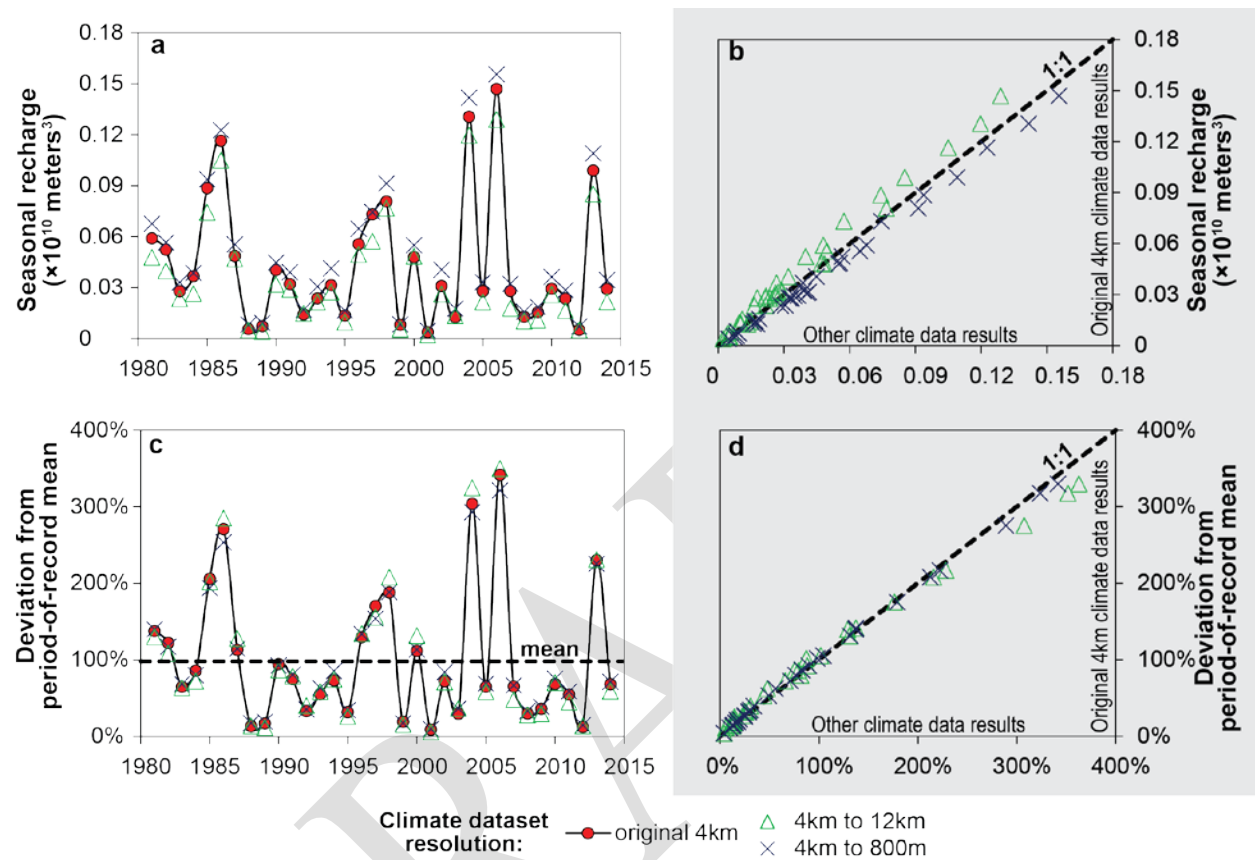 a
0.18
0.15
0.12
0.09
0.06
0.03
0
Seasonal recharge
(×10¹⁰ meters³)
1980 1985 1990 1995 2000 2005 2010 2015
b
1:1
Other climate data results
Original 4km climate data results
0.18
0.15
0.12
0.09
0.06
0.03
0
Seasonal recharge
(×10¹⁰ meters³)
0 0.03 0.06 0.09 0.12 0.15 0.18
c
400%
300%
200%
100%
0%
Deviation from
period-of-record mean
mean
1980 1985 1990 1995 2000 2005 2010 2015
d
1:1
Other climate data results
Original 4km climate data results
400%
300%
200%
100%
0%
Deviation from
period-of-record mean
0% 100% 200% 300% 400%
Climate dataset
resolution:
original 4km
4km to 12km
4km to 800m